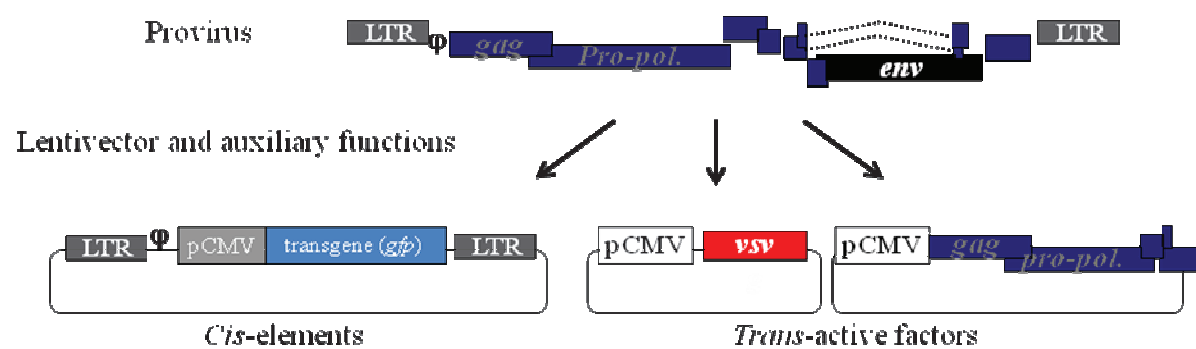 Provirus LTR φ gag Pro-pol. env LTR
Lentivector and auxiliary functions
LTR φ pCMV transgene (gfp) LTR pCMV vsv pCMV gag pro-pol.
Cis-elements Trans-active factors